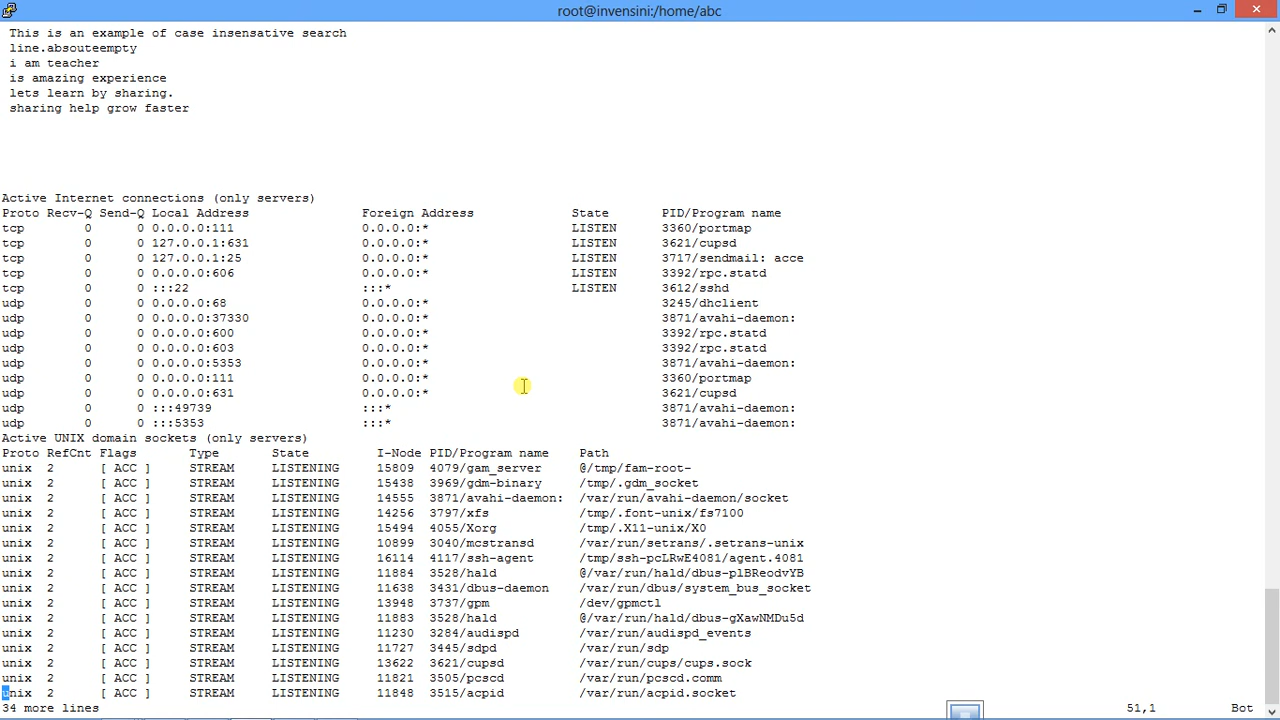 root@invensini:/home/abc
This is an example of case insensative search
line.absouteempty
i am teacher
is amazing experience
lets learn by sharing.
sharing help grow faster
Active Internet connections (only servers)
Proto Recv-Q Send-Q Local Address Foreign Address State PID/Program name
tcp 0 0 0.0.0.0:111 0.0.0.0:* LISTEN 3360/portmap
tcp 0 0 127.0.0.1:631 0.0.0.0:* LISTEN 3621/cupsd
tcp 0 0 127.0.0.1:25 0.0.0.0:* LISTEN 3717/sendmail: acce
tcp 0 0 0.0.0.0:606 0.0.0.0:* LISTEN 3392/rpc.statd
tcp 0 0 :::22 :::* LISTEN 3612/sshd
udp 0 0 0.0.0.0:68 0.0.0.0:* 3245/dhclient
udp 0 0 0.0.0.0:37330 0.0.0.0:* 3871/avahi-daemon:
udp 0 0 0.0.0.0:600 0.0.0.0:* 3392/rpc.statd
udp 0 0 0.0.0.0:603 0.0.0.0:* 3392/rpc.statd
udp 0 0 0.0.0.0:5353 0.0.0.0:* 3871/avahi-daemon:
udp 0 0 0.0.0.0:111 0.0.0.0:* 3360/portmap
udp 0 0 0.0.0.0:631 0.0.0.0:* 3621/cupsd
udp 0 0 :::49739 :::* 3871/avahi-daemon:
udp 0 0 :::5353 :::* 3871/avahi-daemon:
Active UNIX domain sockets (only servers)
Proto RefCnt Flags Type State I-Node PID/Program name Path
unix 2 [ ACC ] STREAM LISTENING 15809 4079/gam_server @/tmp/fam-root-
unix 2 [ ACC ] STREAM LISTENING 15438 3969/gdm-binary /tmp/.gdm_socket
unix 2 [ ACC ] STREAM LISTENING 14555 3871/avahi-daemon: /var/run/avahi-daemon/socket
unix 2 [ ACC ] STREAM LISTENING 14256 3797/xfs /tmp/.font-unix/fs7100
unix 2 [ ACC ] STREAM LISTENING 15494 4055/Xorg /tmp/.X11-unix/X0
unix 2 [ ACC ] STREAM LISTENING 10899 3040/mcstransd /var/run/setrans/.setrans-unix
unix 2 [ ACC ] STREAM LISTENING 16114 4117/ssh-agent /tmp/ssh-pcLRwE4081/agent.4081
unix 2 [ ACC ] STREAM LISTENING 11884 3528/hald @/var/run/hald/dbus-plBReodvYB
unix 2 [ ACC ] STREAM LISTENING 11638 3431/dbus-daemon /var/run/dbus/system_bus_socket
unix 2 [ ACC ] STREAM LISTENING 13948 3737/gpm /dev/gpmctl
unix 2 [ ACC ] STREAM LISTENING 11883 3528/hald @/var/run/hald/dbus-gXawNMDu5d
unix 2 [ ACC ] STREAM LISTENING 11230 3284/audispd /var/run/audispd_events
unix 2 [ ACC ] STREAM LISTENING 11727 3445/sdpd /var/run/sdp
unix 2 [ ACC ] STREAM LISTENING 13622 3621/cupsd /var/run/cups/cups.sock
unix 2 [ ACC ] STREAM LISTENING 11821 3505/pcscd /var/run/pcscd.comm
unix 2 [ ACC ] STREAM LISTENING 11848 3515/acpid /var/run/acpid.socket
34 more lines 51,1 Bot